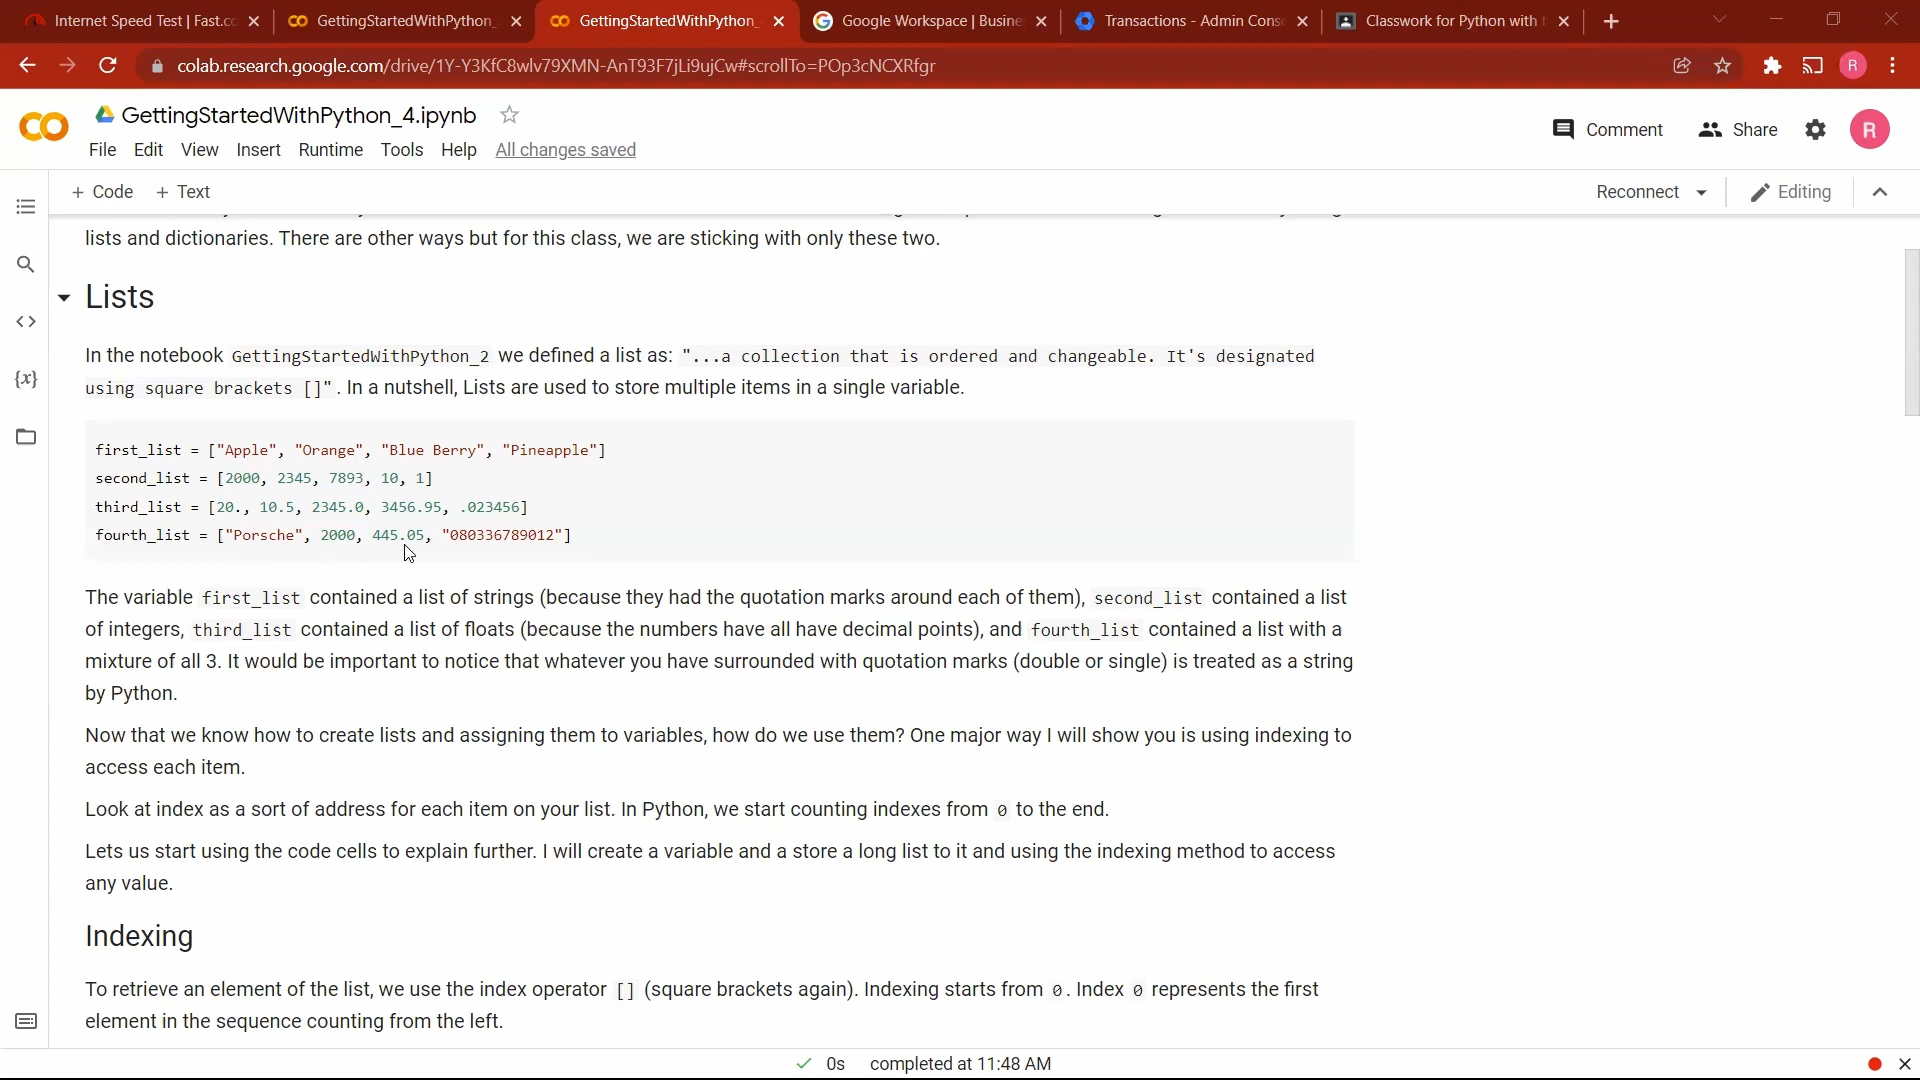 Internet Speed Test | Fast.co
GettingStartedWithPython_
GettingStartedWithPython_
Google Workspace | Busine
Transactions - Admin Cons
Classwork for Python with
colab.research.google.com/drive/1Y-Y3KfC8wlv79XMN-AnT93F7jLi9ujCw#scrollTo=POp3cNCXRfgr
R
GettingStartedWithPython_4.ipynb
Comment
Share
R
File Edit View Insert Runtime Tools Help All changes saved
+ Code + Text
Reconnect
Editing
lists and dictionaries. There are other ways but for this class, we are sticking with only these two.
Lists
In the notebook GettingStartedWithPython_2 we defined a list as: "...a collection that is ordered and changeable. It's designated
using square brackets []". In a nutshell, Lists are used to store multiple items in a single variable.
first_list = ["Apple", "Orange", "Blue Berry", "Pineapple"]
second_list = [2000, 2345, 7893, 10, 1]
third_list = [20., 10.5, 2345.0, 3456.95, .023456]
fourth_list = ["Porsche", 2000, 445.05, "080336789012"]
The variable first_list contained a list of strings (because they had the quotation marks around each of them), second_list contained a list
of integers, third_list contained a list of floats (because the numbers have all have decimal points), and fourth_list contained a list with a
mixture of all 3. It would be important to notice that whatever you have surrounded with quotation marks (double or single) is treated as a string
by Python.
Now that we know how to create lists and assigning them to variables, how do we use them? One major way I will show you is using indexing to
access each item.
Look at index as a sort of address for each item on your list. In Python, we start counting indexes from 0 to the end.
Lets us start using the code cells to explain further. I will create a variable and a store a long list to it and using the indexing method to access
any value.
Indexing
To retrieve an element of the list, we use the index operator [] (square brackets again). Indexing starts from 0. Index 0 represents the first
element in the sequence counting from the left.
0s completed at 11:48 AM